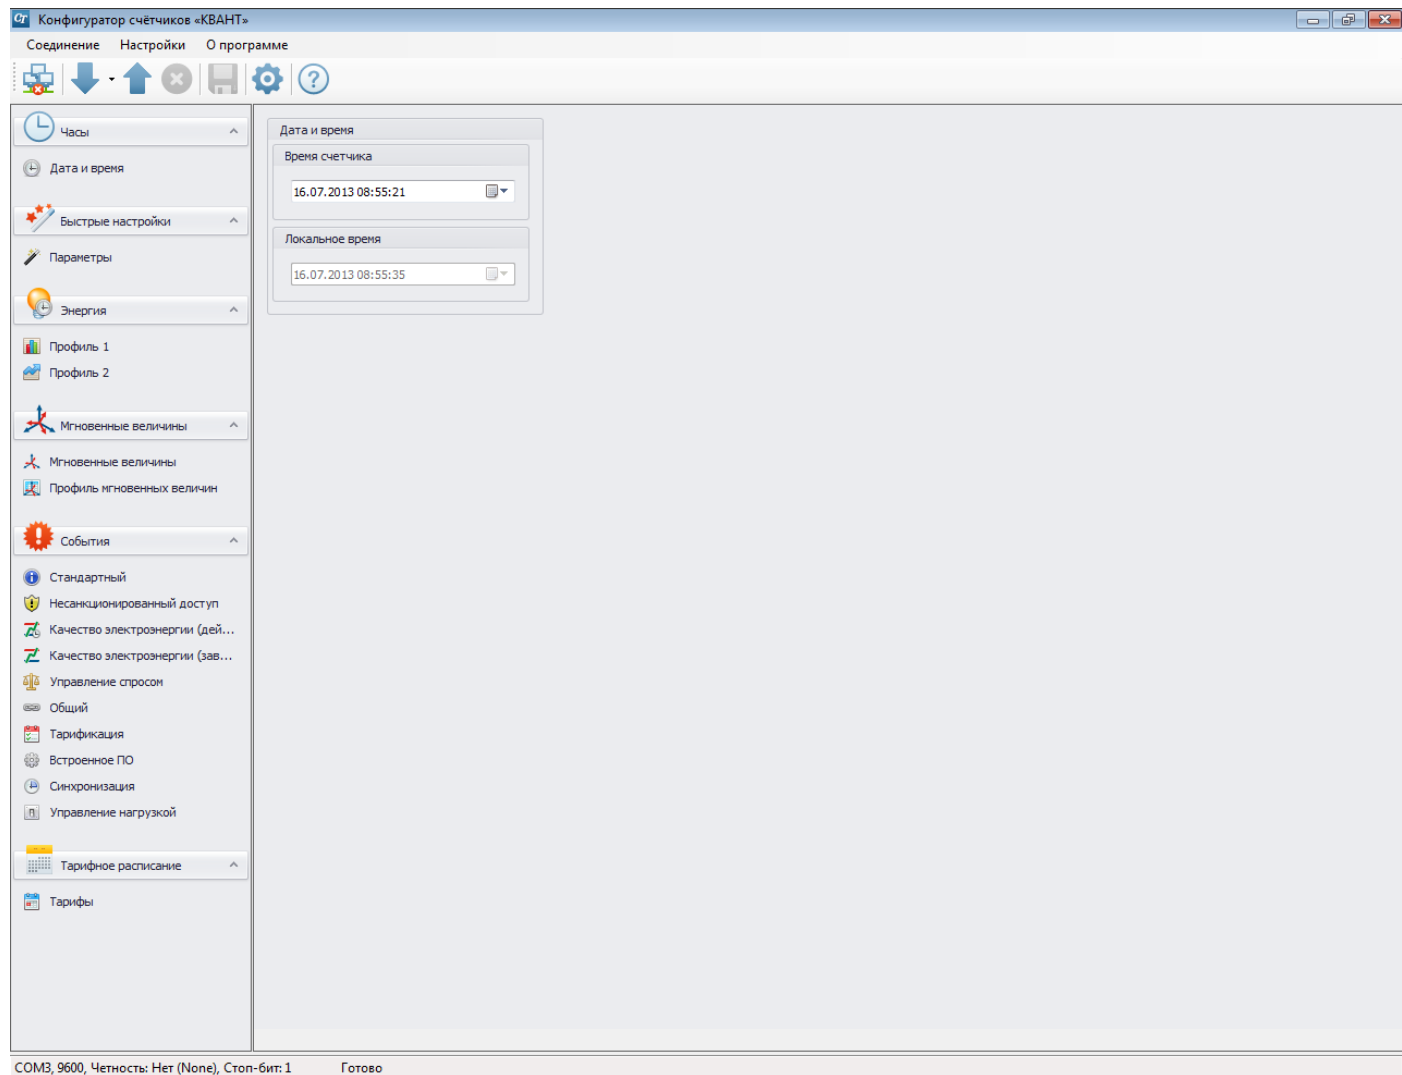 Ст Конфигуратор счётчиков «КВАНТ»
Соединение Настройки О программе
Часы
Дата и время
Быстрые настройки
Параметры
Энергия
Профиль 1
Профиль 2
Мгновенные величины
Мгновенные величины
Профиль мгновенных величин
События
Стандартный
Несанкционированный доступ
Качество электроэнергии (дей...
Качество электроэнергии (зав...
Управление спросом
Общий
Тарификация
Встроенное ПО
Синхронизация
Управление нагрузкой
Тарифное расписание
Тарифы
Дата и время
Время счетчика
16.07.2013 08:55:21
Локальное время
16.07.2013 08:55:35
COM3, 9600, Четность: Нет (None), Стоп-бит: 1 Готово